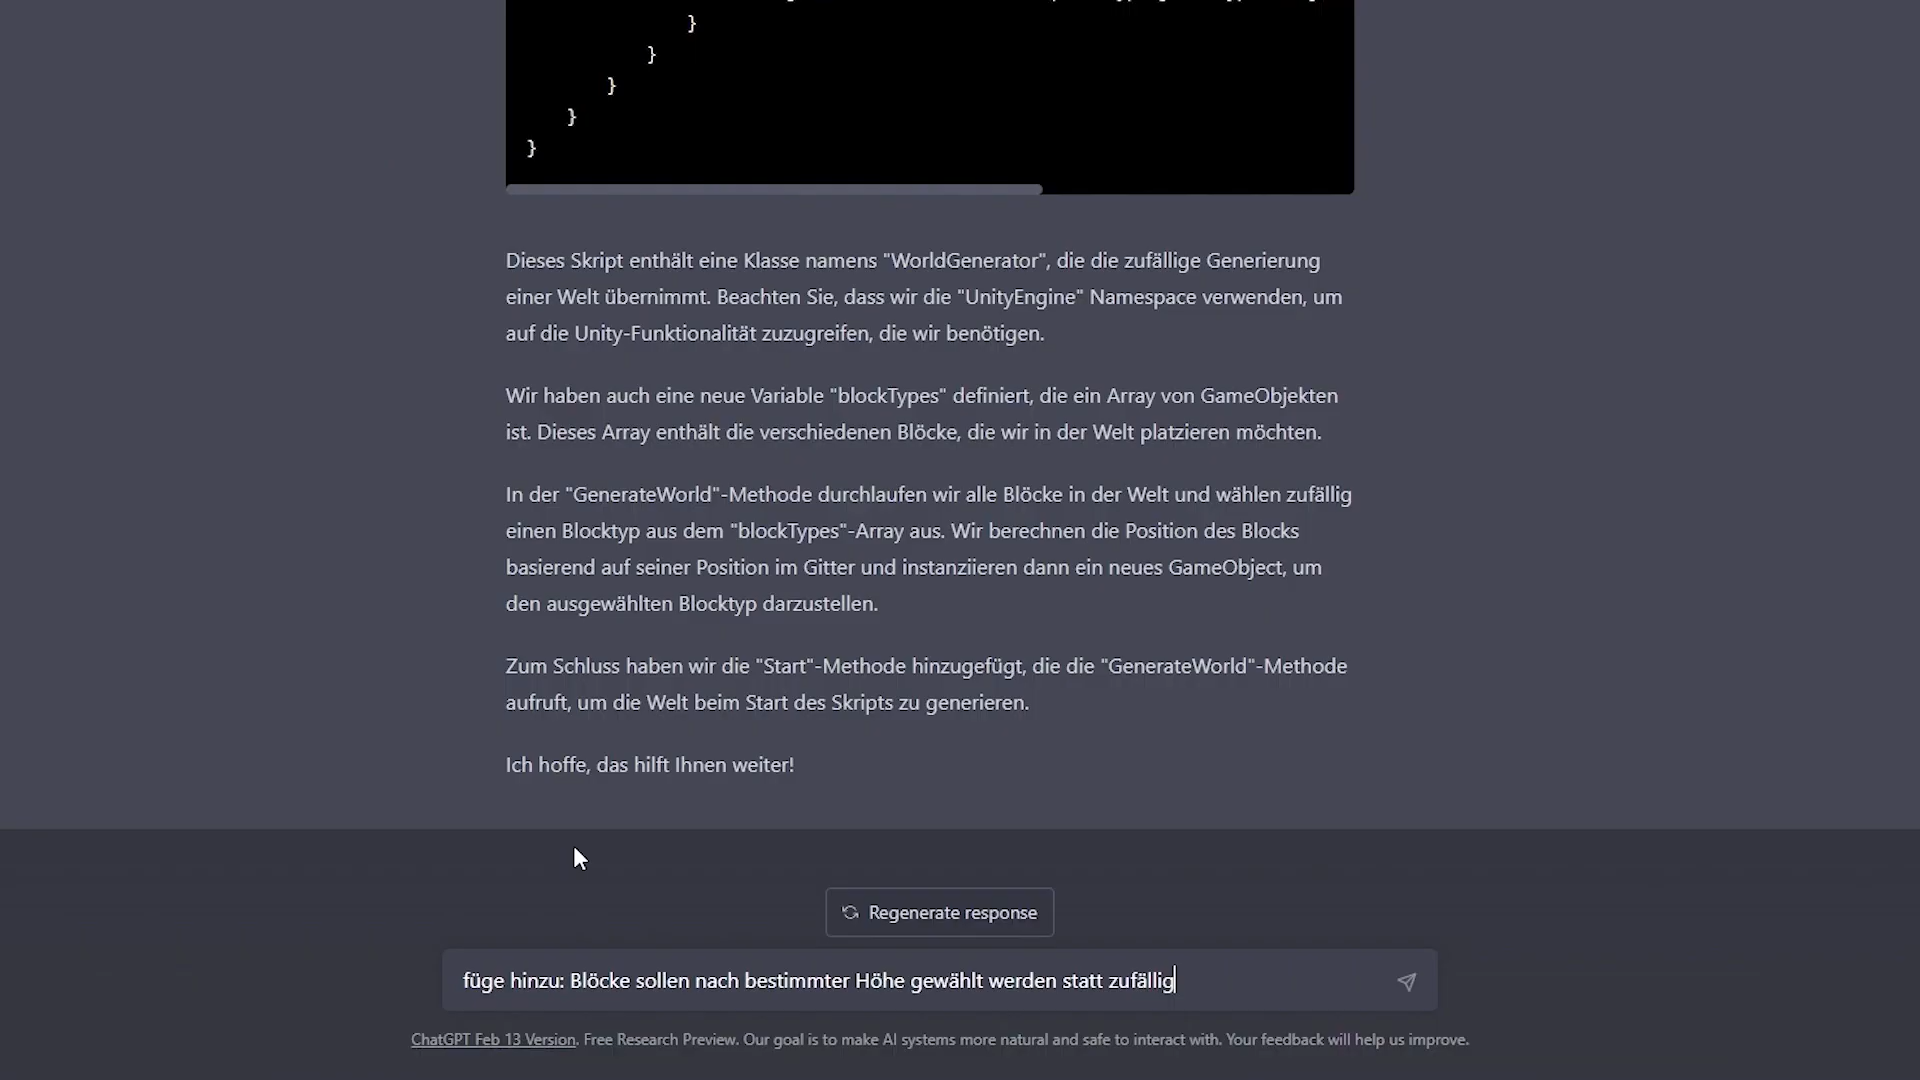 }
}
}
}
}
Dieses Skript enthält eine Klasse namens "WorldGenerator", die die zufällige Generierung
einer Welt übernimmt. Beachten Sie, dass wir die "UnityEngine" Namespace verwenden, um
auf die Unity-Funktionalität zuzugreifen, die wir benötigen.
Wir haben auch eine neue Variable "blockTypes" definiert, die ein Array von GameObjekten
ist. Dieses Array enthält die verschiedenen Blöcke, die wir in der Welt platzieren möchten.
In der "GenerateWorld"-Methode durchlaufen wir alle Blöcke in der Welt und wählen zufällig
einen Blocktyp aus dem "blockTypes"-Array aus. Wir berechnen die Position des Blocks
basierend auf seiner Position im Gitter und instanziieren dann ein neues GameObject, um
den ausgewählten Blocktyp darzustellen.
Zum Schluss haben wir die "Start"-Methode hinzugefügt, die die "GenerateWorld"-Methode
aufruft, um die Welt beim Start des Skripts zu generieren.
Ich hoffe, das hilft Ihnen weiter!
Regenerate response
füge hinzu: Blöcke sollen nach bestimmter Höhe gewählt werden statt zufällig
ChatGPT Feb 13 Version. Free Research Preview. Our goal is to make AI systems more natural and safe to interact with. Your feedback will help us improve.